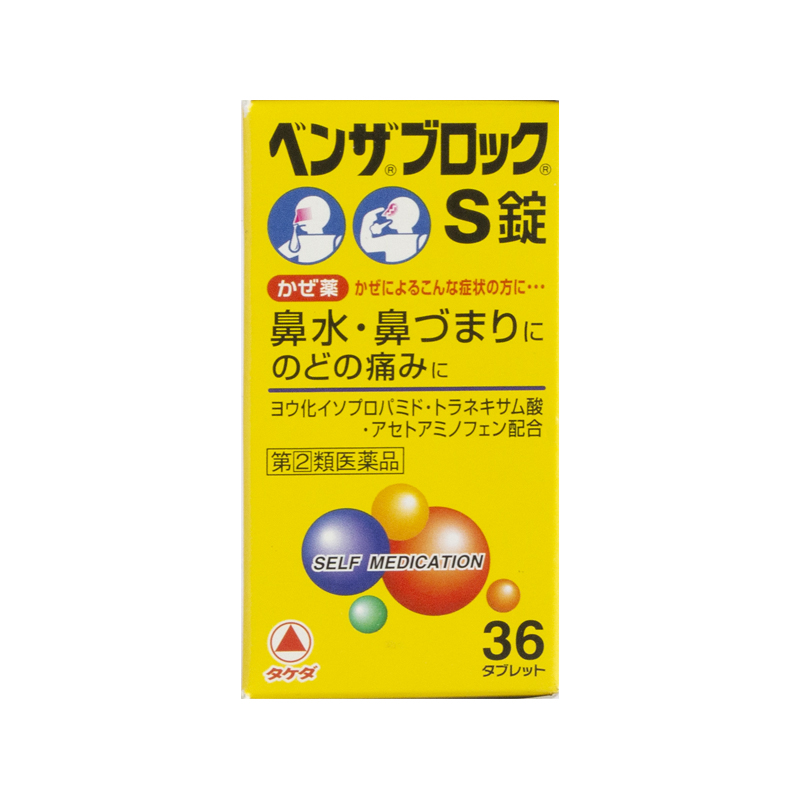 ベンザ®ブロック®
S錠
かぜ薬 かぜによるこんな症状の方に…
鼻水・鼻づまりに
のどの痛みに
ヨウ化イソプロパミド・トラネキサム酸
・アセトアミノフェン配合
第②類医薬品
SELF MEDICATION
36
タブレット
タケダ